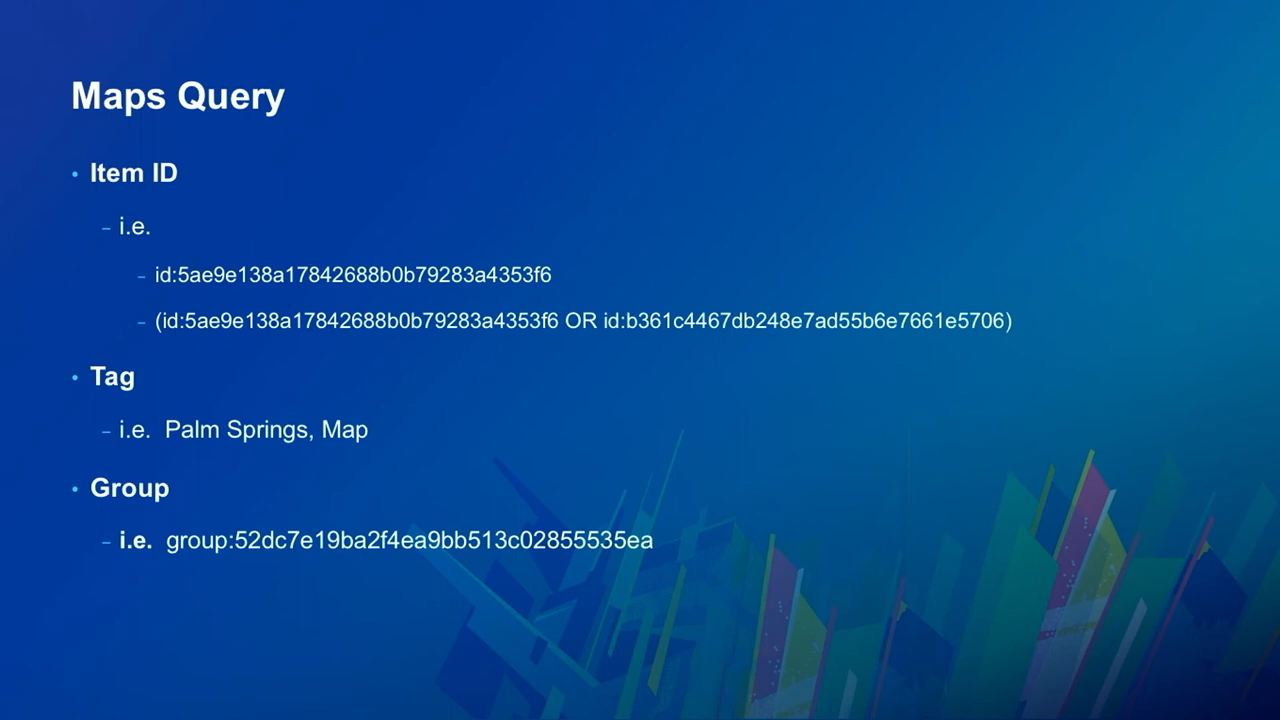 Maps Query
• Item ID
– i.e.
– id:5ae9e138a17842688b0b79283a4353f6
– (id:5ae9e138a17842688b0b79283a4353f6 OR id:b361c4467db248e7ad55b6e7661e5706)
• Tag
– i.e. Palm Springs, Map
• Group
– i.e. group:52dc7e19ba2f4ea9bb513c02855535ea